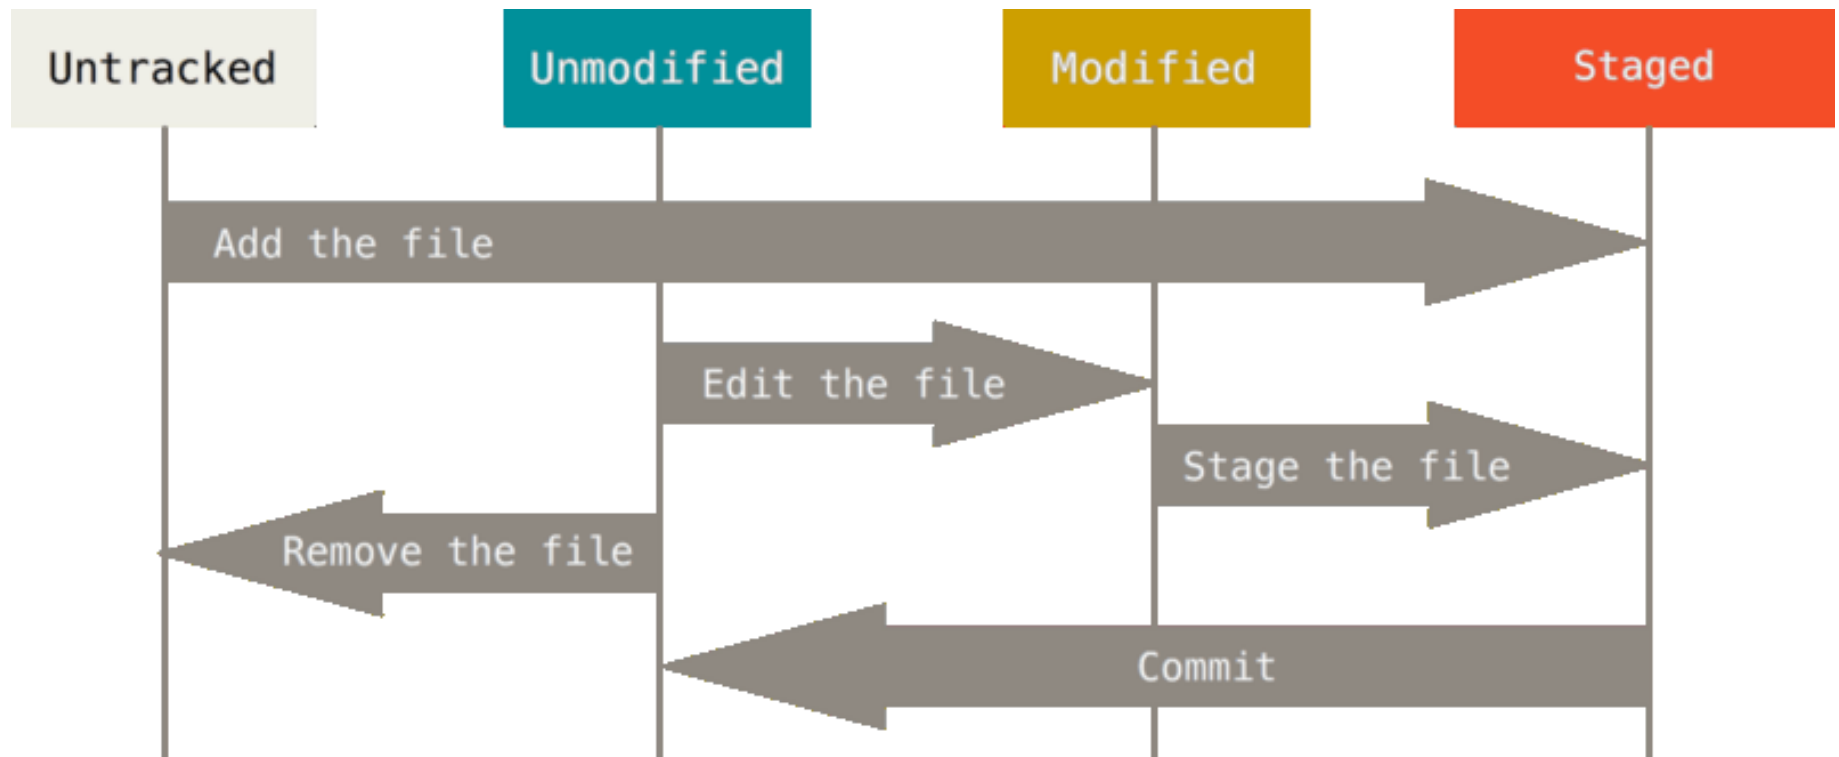 Untracked
Unmodified
Modified
Staged
Add the file
Edit the file
Stage the file
Remove the file
Commit